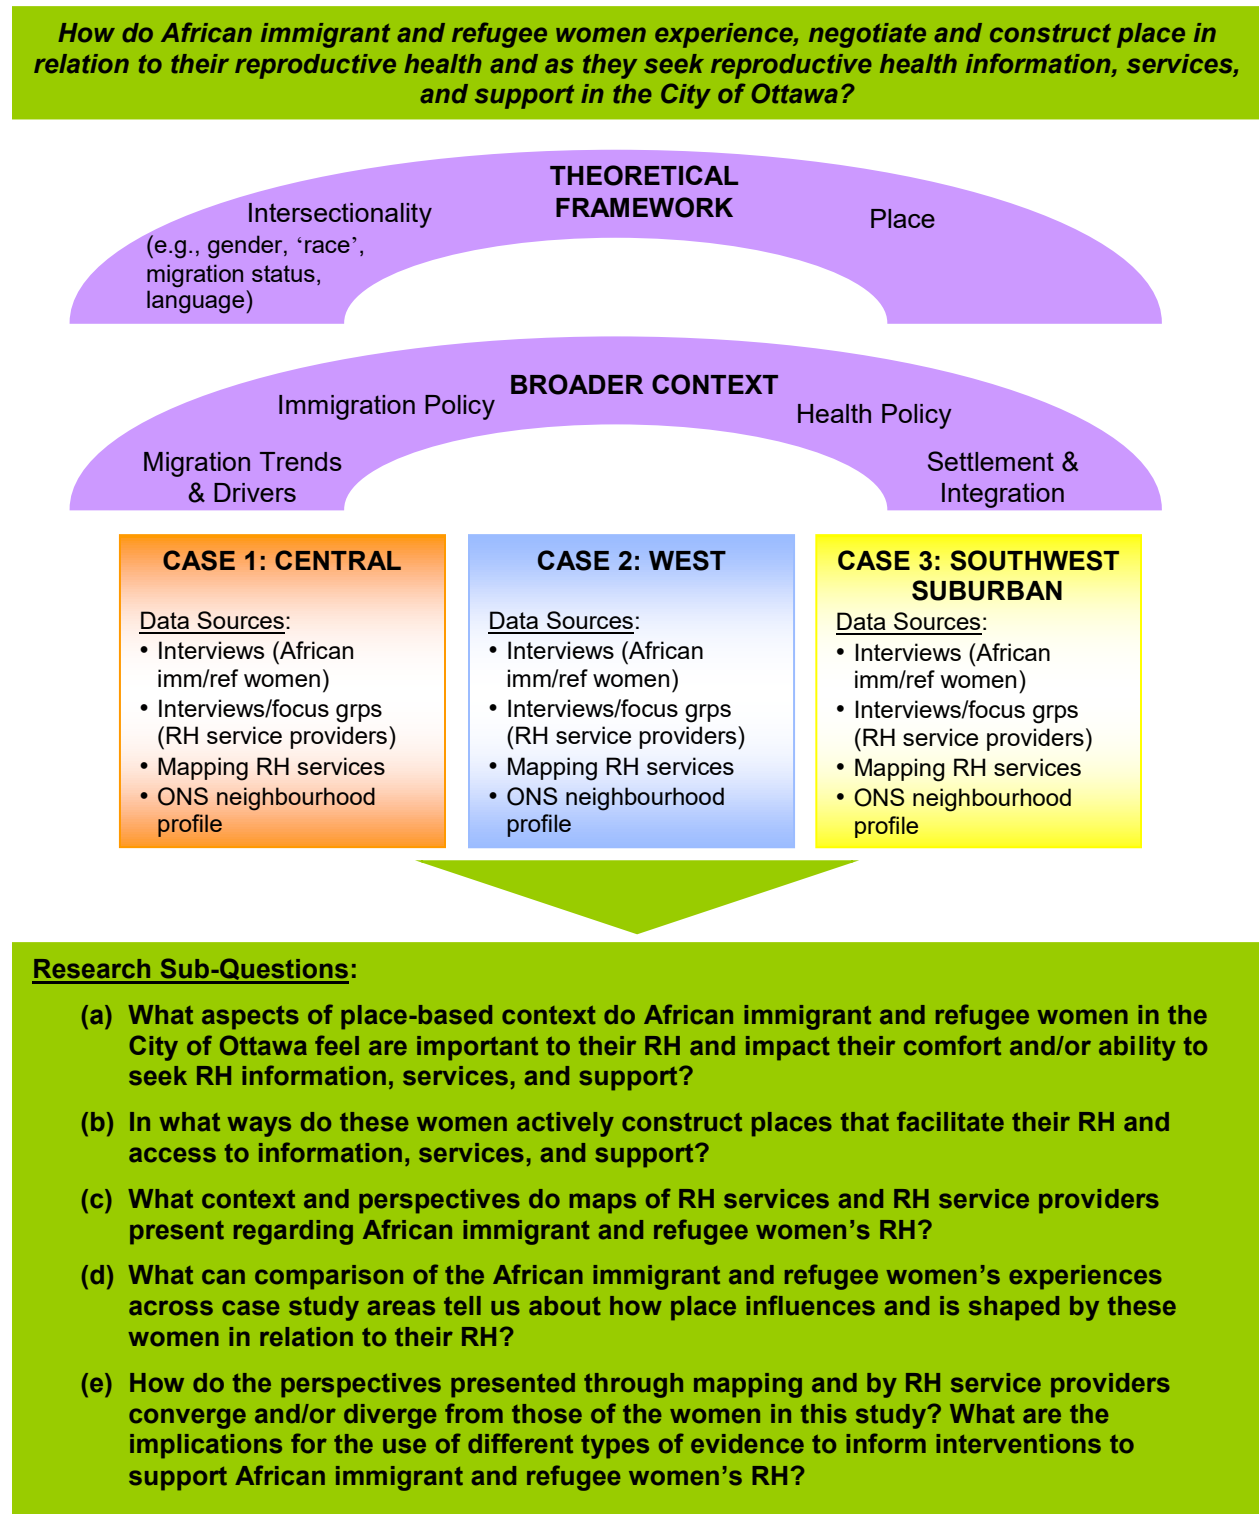 How do African immigrant and refugee women experience, negotiate and construct place in
relation to their reproductive health and as they seek reproductive health information, services,
and support in the City of Ottawa?
THEORETICAL
FRAMEWORK
Intersectionality
(e.g., gender, ‘race’,
migration status,
language)
Place
BROADER CONTEXT
Immigration Policy
Health Policy
Migration Trends
& Drivers
Settlement &
Integration
CASE 1: CENTRAL
Data Sources:
• Interviews (African
imm/ref women)
• Interviews/focus grps
(RH service providers)
• Mapping RH services
• ONS neighbourhood
profile
CASE 2: WEST
Data Sources:
• Interviews (African
imm/ref women)
• Interviews/focus grps
(RH service providers)
• Mapping RH services
• ONS neighbourhood
profile
CASE 3: SOUTHWEST
SUBURBAN
Data Sources:
• Interviews (African
imm/ref women)
• Interviews/focus grps
(RH service providers)
• Mapping RH services
• ONS neighbourhood
profile
Research Sub-Questions:
(a) What aspects of place-based context do African immigrant and refugee women in the
City of Ottawa feel are important to their RH and impact their comfort and/or ability to
seek RH information, services, and support?
(b) In what ways do these women actively construct places that facilitate their RH and
access to information, services, and support?
(c) What context and perspectives do maps of RH services and RH service providers
present regarding African immigrant and refugee women’s RH?
(d) What can comparison of the African immigrant and refugee women’s experiences
across case study areas tell us about how place influences and is shaped by these
women in relation to their RH?
(e) How do the perspectives presented through mapping and by RH service providers
converge and/or diverge from those of the women in this study? What are the
implications for the use of different types of evidence to inform interventions to
support African immigrant and refugee women’s RH?